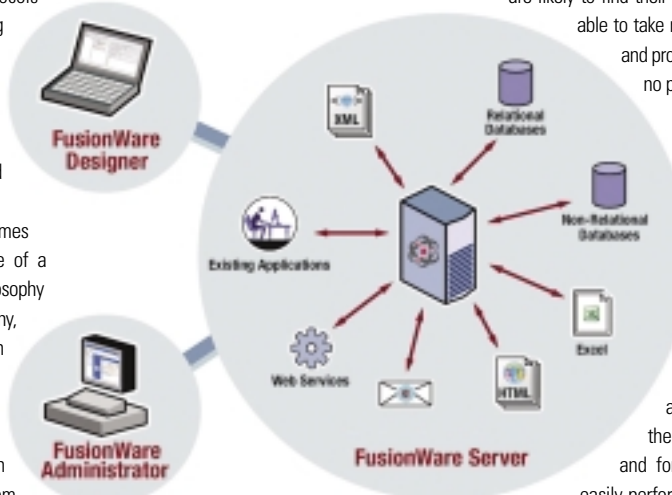 are likely to find their
able to take
and pro
no p
g
mes
e of a
osophy
ny,
FusionWare
Designer
XML
Relational
Databases
Non-Relational
Databases
Existing Applications
Excel
Web Services
HTML
FusionWare Server
FusionWare
Administrator
a
the
and fo
easily perfor